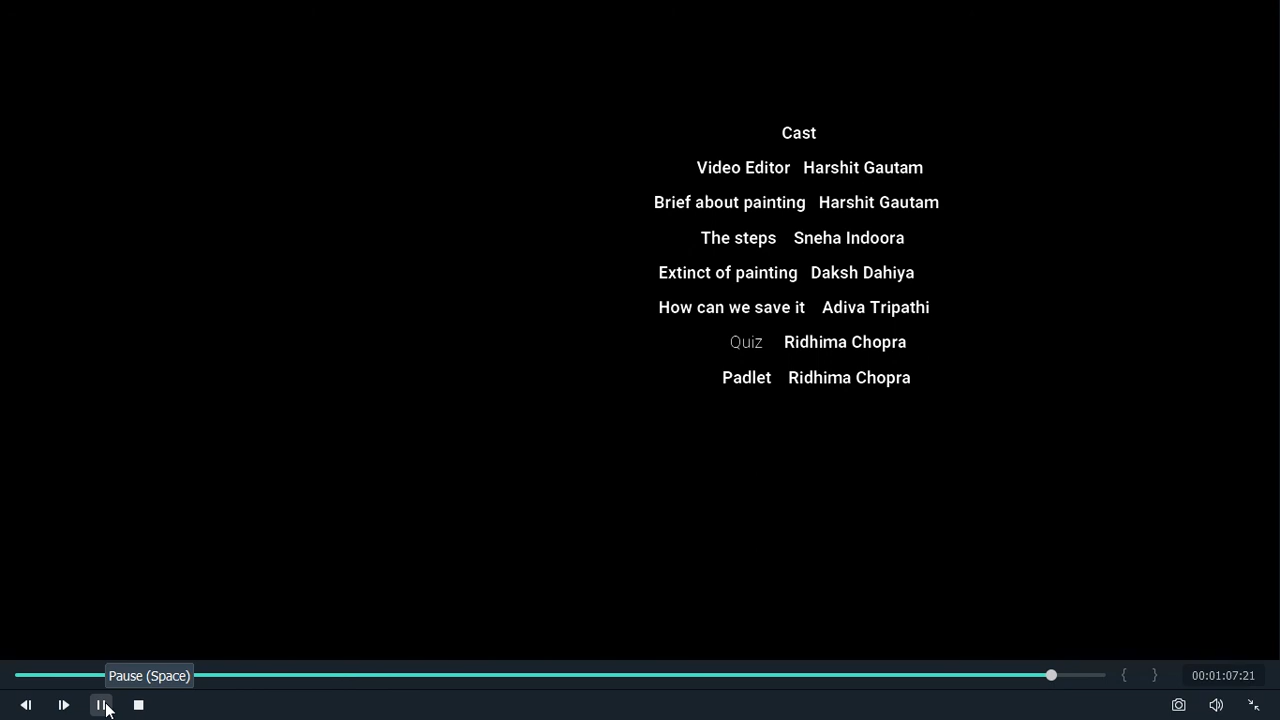 Cast
Video Editor Harshit Gautam
Brief about painting Harshit Gautam
The steps Sneha Indoora
Extinct of painting Daksh Dahiya
How can we save it Adiva Tripathi
Quiz Ridhima Chopra
Padlet Ridhima Chopra
Pause (Space)
{ }
00:01:07:21